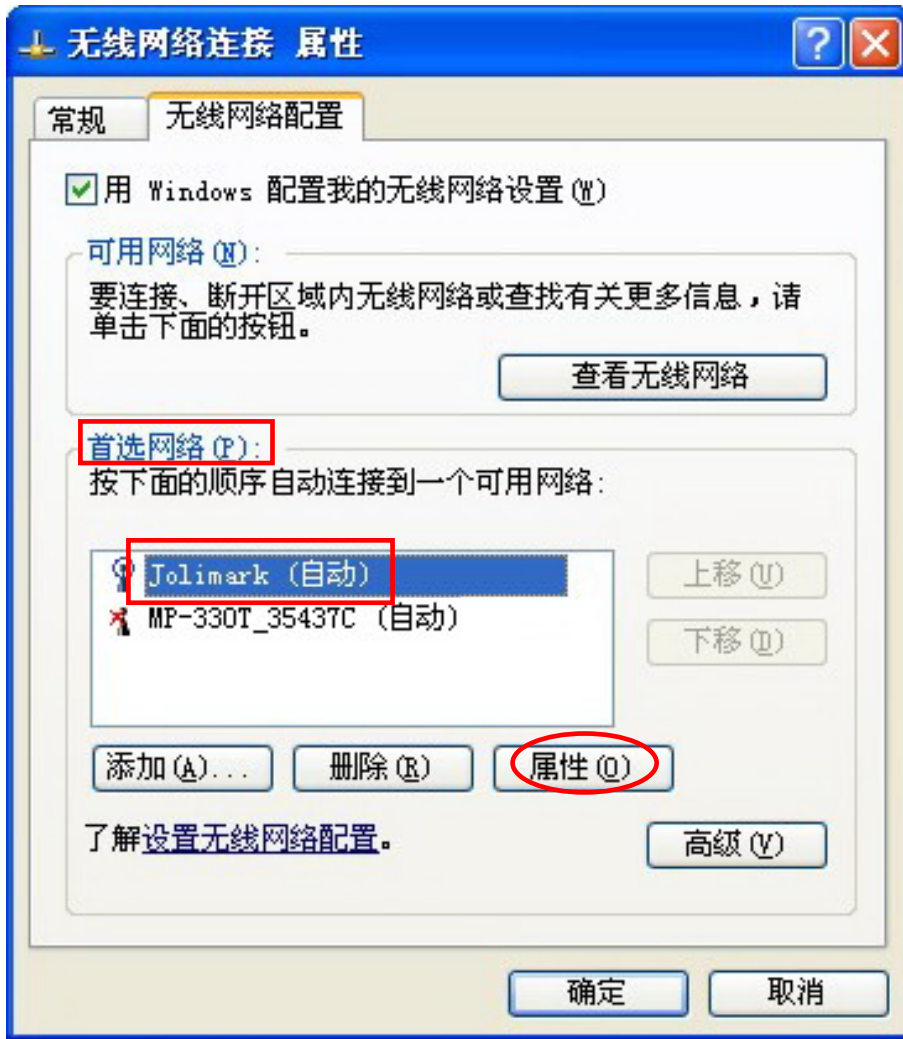 无线网络连接 属性
常规
无线网络配置
用 Windows 配置我的无线网络设置(W)
可用网络(N):
要连接、断开区域内无线网络或查找有关更多信息，请
单击下面的按钮。
查看无线网络
首选网络(P):
按下面的顺序自动连接到一个可用网络:
Jolimark (自动)
上移(U)
MP-330T_35437C (自动)
下移(D)
添加(A)...
删除(R)
属性(O)
了解设置无线网络配置。
高级(V)
确定
取消